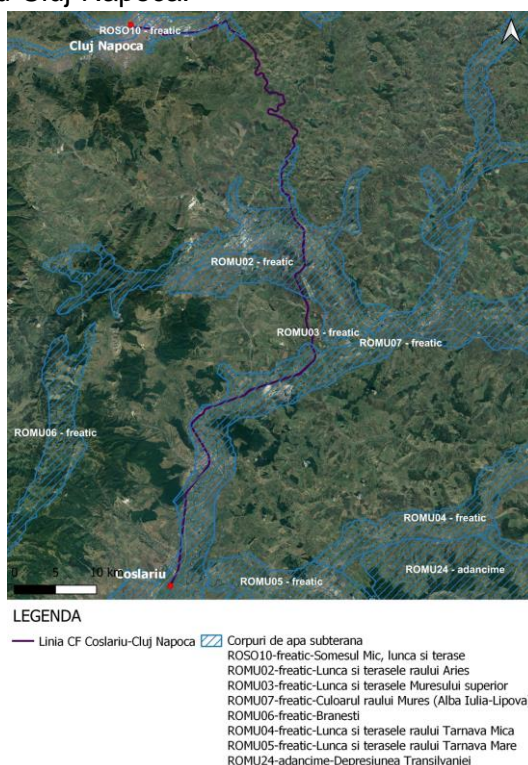 ROSO10 - freatic
Cluj Napoca
ROMU02 - freatic
ROMU03 - freatic
ROMU07 - freatic
ROMU06 - freatic
ROMU04 - freatic
ROMU24 - adancime
ROMU05 - freatic
Coslariu
0 5 10 km
LEGENDA
Linia CF Coslariu-Cluj Napoca
Corpuri de apa subterana
ROSO10-freatic-Somesul Mic, lunca si terase
ROMU02-freatic-Lunca si terasele raului Aries
ROMU03-freatic-Lunca si terasele Muresului superior
ROMU07-freatic-Culoarul raului Mures (Alba Iulia-Lipova)
ROMU06-freatic-Branesti
ROMU04-freatic-Lunca si terasele raului Tarnava Mica
ROMU05-freatic-Lunca si terasele raului Tarnava Mare
ROMU24-adancime-Depresiunea Transilvaniei